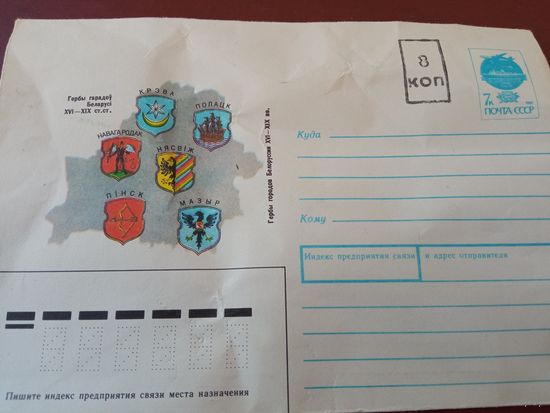 Гербы гарадоў
Беларусі
XVI–XIX ст.ст.
КРЭВА
ПОЛАЦК
НАВАГАРОДАК
НЯСВІЖ
ПІНСК
МАЗЫР
Гербы городов Белоруссии XVI–XIX вв.
8
КОП
7к
ПОЧТА СССР
Куда
Кому
Индекс предприятия связи и адрес отправителя
Пишите индекс предприятия связи места назначения